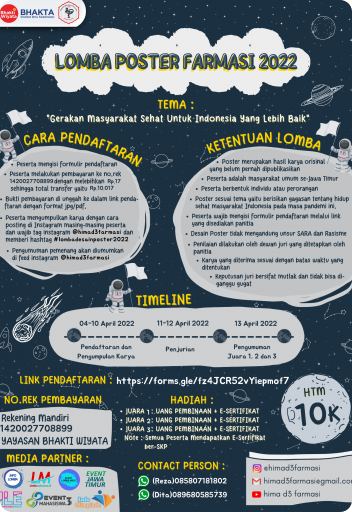 Bhakti
Wiyata
BHAKTA
LOMBA POSTER FARMASI 2022
TEMA :
"Gerakan Masyarakat Sehat Untuk Indonesia Yang Lebih Baik"
CARA PENDAFTARAN
Peserta mengisi formulir pendaftaran
Peserta melakukan pembayaran ke no,rek
1420027708899 dengan melebihkan Rp.17
sehingga total transfer yaitu Rp.10.017
Bukti pembayaran di unggah ke dalam link penda-
ftaran dengan format jpg/pdf,
Peserta mengumpulkan karya dengan cara
posting di Instagram masing-masing peserta,
dan wajib tag instagram @himad3farmasi dan
memberi hashtag #lombadesainposter2022
Pengumuman pemenang akan diumumkan
di feed instagram @himad3farmasi
KETENTUAN LOMBA
Poster merupakan hasil karya orisinal
yang belum pernah dipublikasikan
Peserta adalah masyarakat umum se-Jawa Timur
Peserta berbentuk individu atau perorangan
Poster sesuai tema yaitu berisikan gagasan tentang hidup
sehat masyarakat Indonesia pada masa pandemi ini.
Peserta wajib mengisi formulir pendaftaran melalui link
yang disediakan panitia
Desain Poster tidak mengandung unsur SARA dan Rasisme
Penilaian dilakukan oleh dewan juri yang ditetapkan oleh
panitia
Karya yang diterima sesuai dengan batas waktu yang
ditentukan
Keputusan juri bersifat mutlak dan tidak bisa di-
ganggu gugat
TIMELINE
04-10 April 2022
11-12 April 2022
13 April 2022
Pendaftaran dan
Pengumpulan Karya
Penjurian
Pengumuman
Juara 1, 2 dan 3
LINK PENDAFTARAN : https://forms.gle/fz4JCR52vYiepmof7
NO.REK PEMBAYARAN
Rekening Mandiri
1420027708899
YAYASAN BHAKTI WIYATA
HADIAH :
JUARA 1 : UANG PEMBINAAN + E-SERTIFIKAT
JUARA 2 : UANG PEMBINAAN + E-SERTIFIKAT
JUARA 3 : UANG PEMBINAAN + E-SERTIFIKAT
Note : Semua Peserta Mendapatkan E-Sertifikat
ber-SKP
HTM
10K
MEDIA PARTNER :
LM
EVENT
JAWA
TIMUR
EVENT
MAHASISWA
CONTACT PERSON :
(Reza)085807181802
(Dita)089680585739
@himad3farmasi
himad3farmasi@gmail.com
hima d3 farmasi